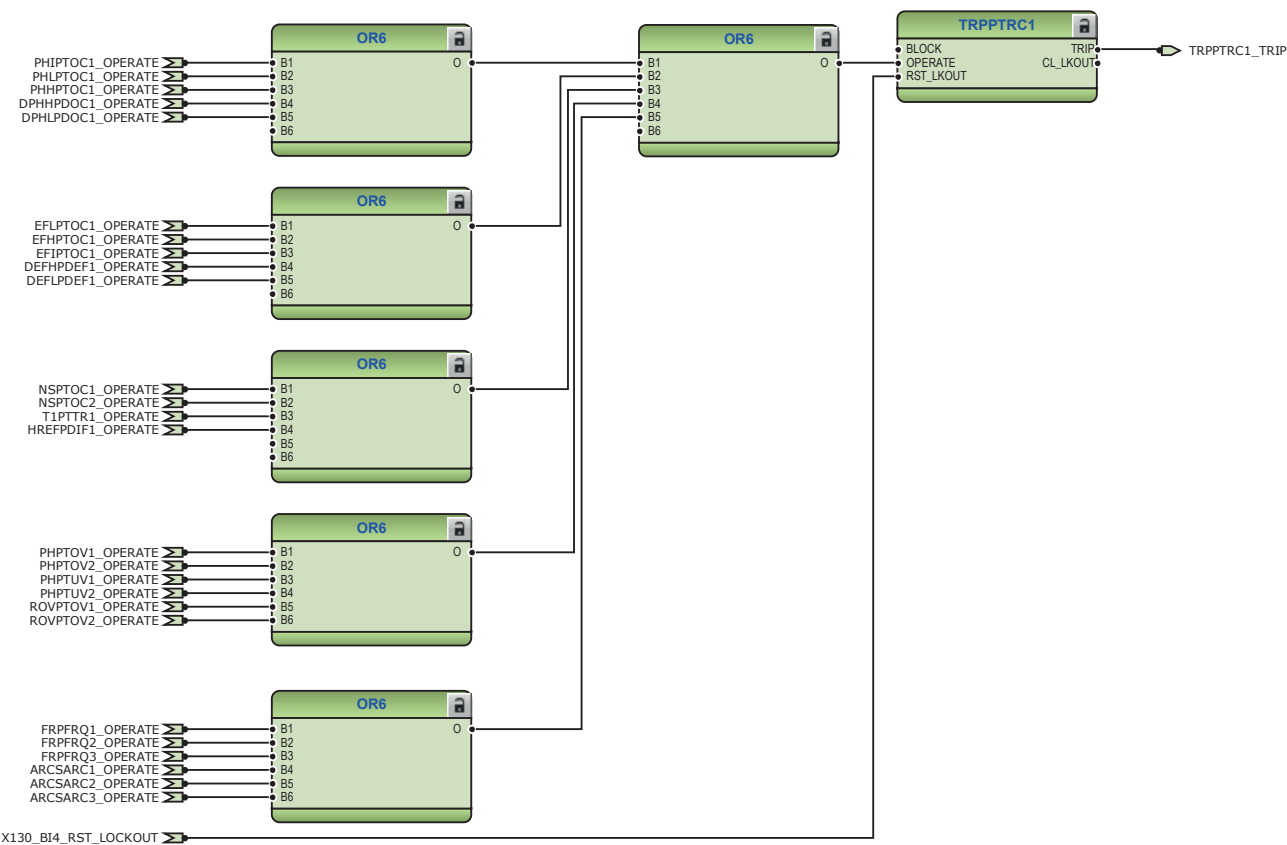 TRPPTRC1
BLOCK
OPERATE
RST_LKOUT
TRIP
CL_LKOUT
TRPPTRC1_TRIP
OR6
B1
B2
B3
B4
B5
B6
O
OR6
PHIPTOC1_OPERATE
PHLPTOC1_OPERATE
PHHPTOC1_OPERATE
DPHHPDOC1_OPERATE
DPHLPDOC1_OPERATE
B1
B2
B3
B4
B5
B6
O
OR6
EFLPTOC1_OPERATE
EFHPTOC1_OPERATE
EFIPTOC1_OPERATE
DEFHPDEF1_OPERATE
DEFLPDEF1_OPERATE
B1
B2
B3
B4
B5
B6
O
OR6
NSPTOC1_OPERATE
NSPTOC2_OPERATE
T1PTTR1_OPERATE
HREFPDIF1_OPERATE
B1
B2
B3
B4
B5
B6
O
OR6
PHPTOV1_OPERATE
PHPTOV2_OPERATE
PHPTUV1_OPERATE
PHPTUV2_OPERATE
ROVPTOV1_OPERATE
ROVPTOV2_OPERATE
B1
B2
B3
B4
B5
B6
O
OR6
FRPFRQ1_OPERATE
FRPFRQ2_OPERATE
FRPFRQ3_OPERATE
ARCSARC1_OPERATE
ARCSARC2_OPERATE
ARCSARC3_OPERATE
B1
B2
B3
B4
B5
B6
O
X130_BI4_RST_LOCKOUT